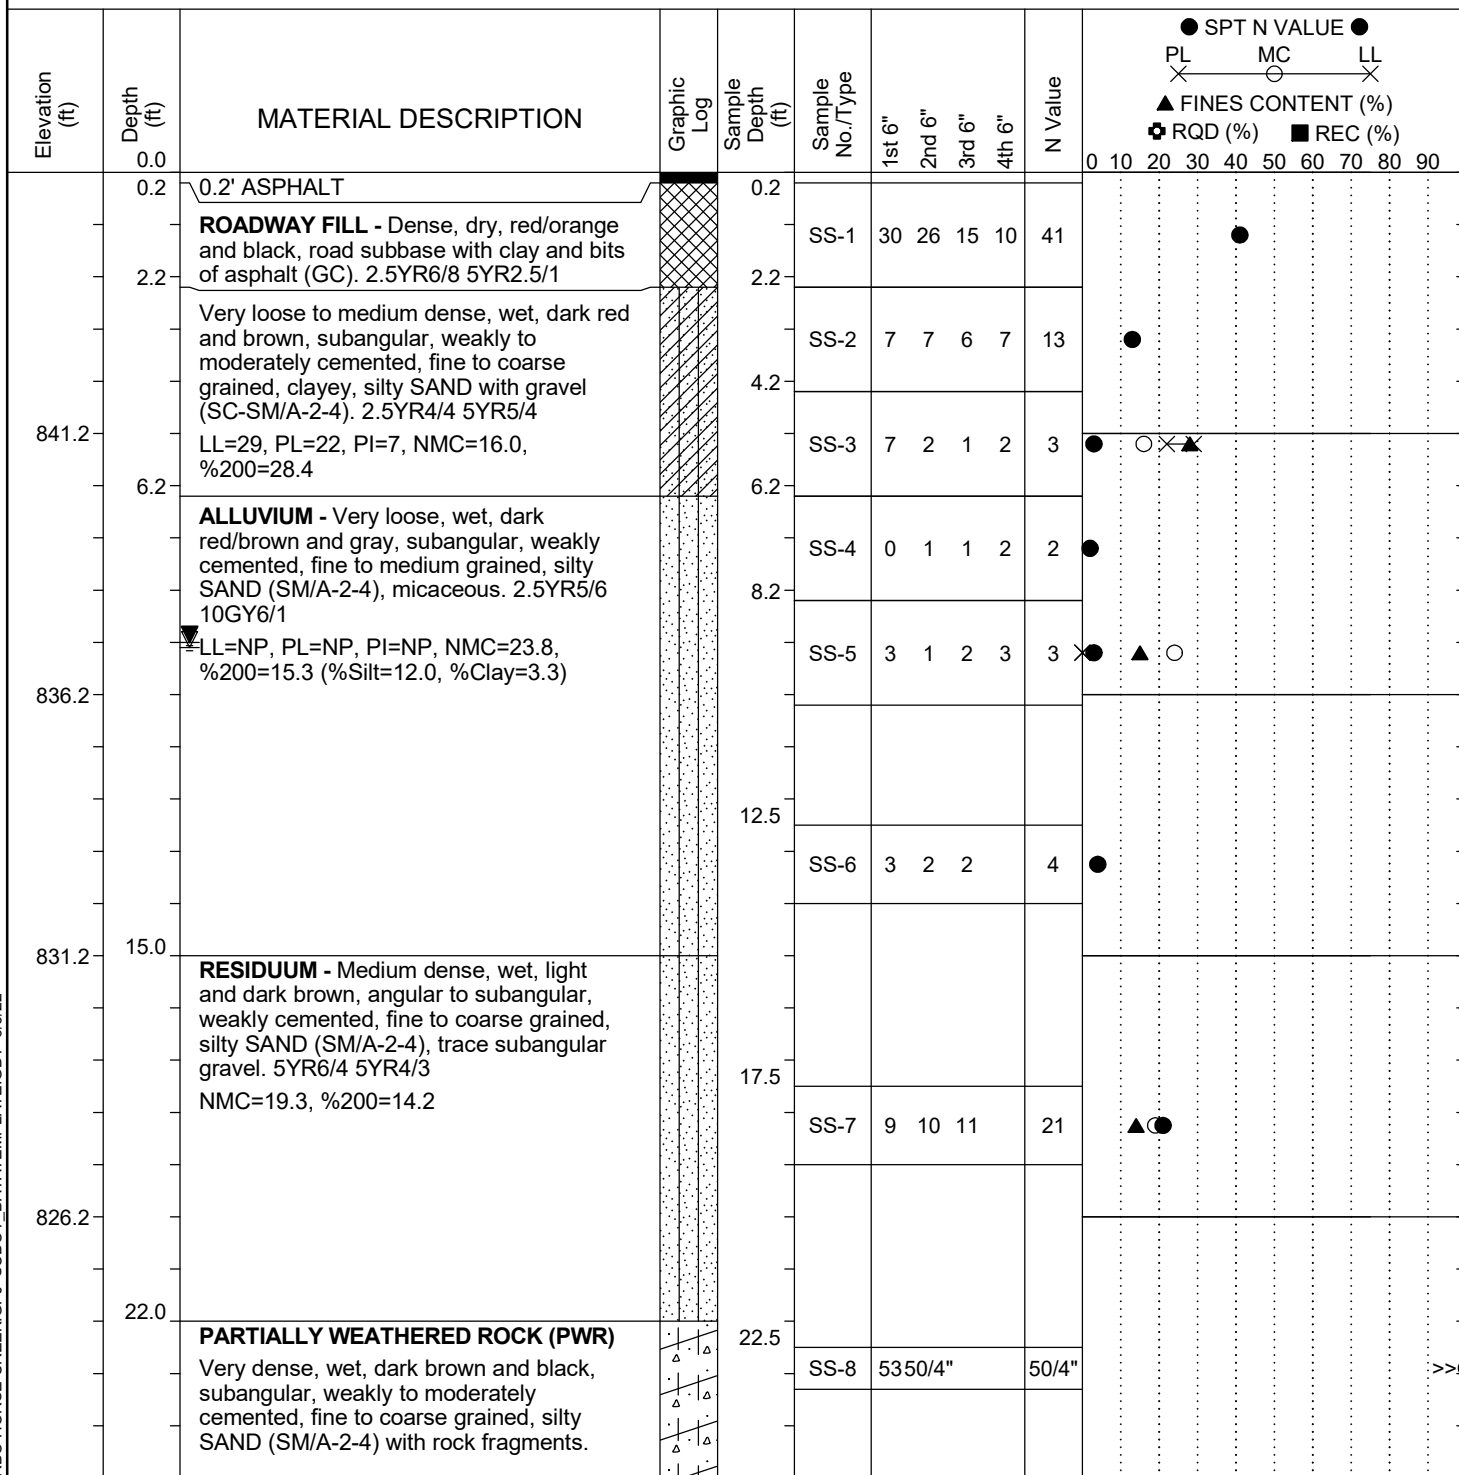 ● SPT N VALUE ●
PL MC LL
▲ FINES CONTENT (%)
RQD (%) ■ REC (%)
Elevation (ft)
Depth (ft)
MATERIAL DESCRIPTION
Graphic Log
Sample Depth (ft)
Sample No./Type
1st 6"
2nd 6"
3rd 6"
4th 6"
N Value
0.0
0 10 20 30 40 50 60 70 80 90
0.2 0.2' ASPHALT 0.2
ROADWAY FILL - Dense, dry, red/orange
and black, road subbase with clay and bits
of asphalt (GC). 2.5YR6/8 5YR2.5/1
SS-1 30 26 15 10 41
2.2 2.2
Very loose to medium dense, wet, dark red
and brown, subangular, weakly to
moderately cemented, fine to coarse
grained, clayey, silty SAND with gravel
(SC-SM/A-2-4). 2.5YR4/4 5YR5/4
SS-2 7 7 6 7 13
4.2
841.2
LL=29, PL=22, PI=7, NMC=16.0,
%200=28.4
SS-3 7 2 1 2 3
6.2 6.2
ALLUVIUM - Very loose, wet, dark
red/brown and gray, subangular, weakly
cemented, fine to medium grained, silty
SAND (SM/A-2-4), micaceous. 2.5YR5/6
10GY6/1
SS-4 0 1 1 2 2
8.2
LL=NP, PL=NP, PI=NP, NMC=23.8,
%200=15.3 (%Silt=12.0, %Clay=3.3)
SS-5 3 1 2 3 3
836.2
12.5
SS-6 3 2 2 4
831.2 15.0
RESIDUUM - Medium dense, wet, light
and dark brown, angular to subangular,
weakly cemented, fine to coarse grained,
silty SAND (SM/A-2-4), trace subangular
gravel. 5YR6/4 5YR4/3
17.5
NMC=19.3, %200=14.2
SS-7 9 10 11 21
826.2
22.0
PARTIALLY WEATHERED ROCK (PWR)
22.5
Very dense, wet, dark brown and black,
subangular, weakly to moderately
cemented, fine to coarse grained, silty
SAND (SM/A-2-4) with rock fragments.
SS-8 53 50/4" 50/4" >>